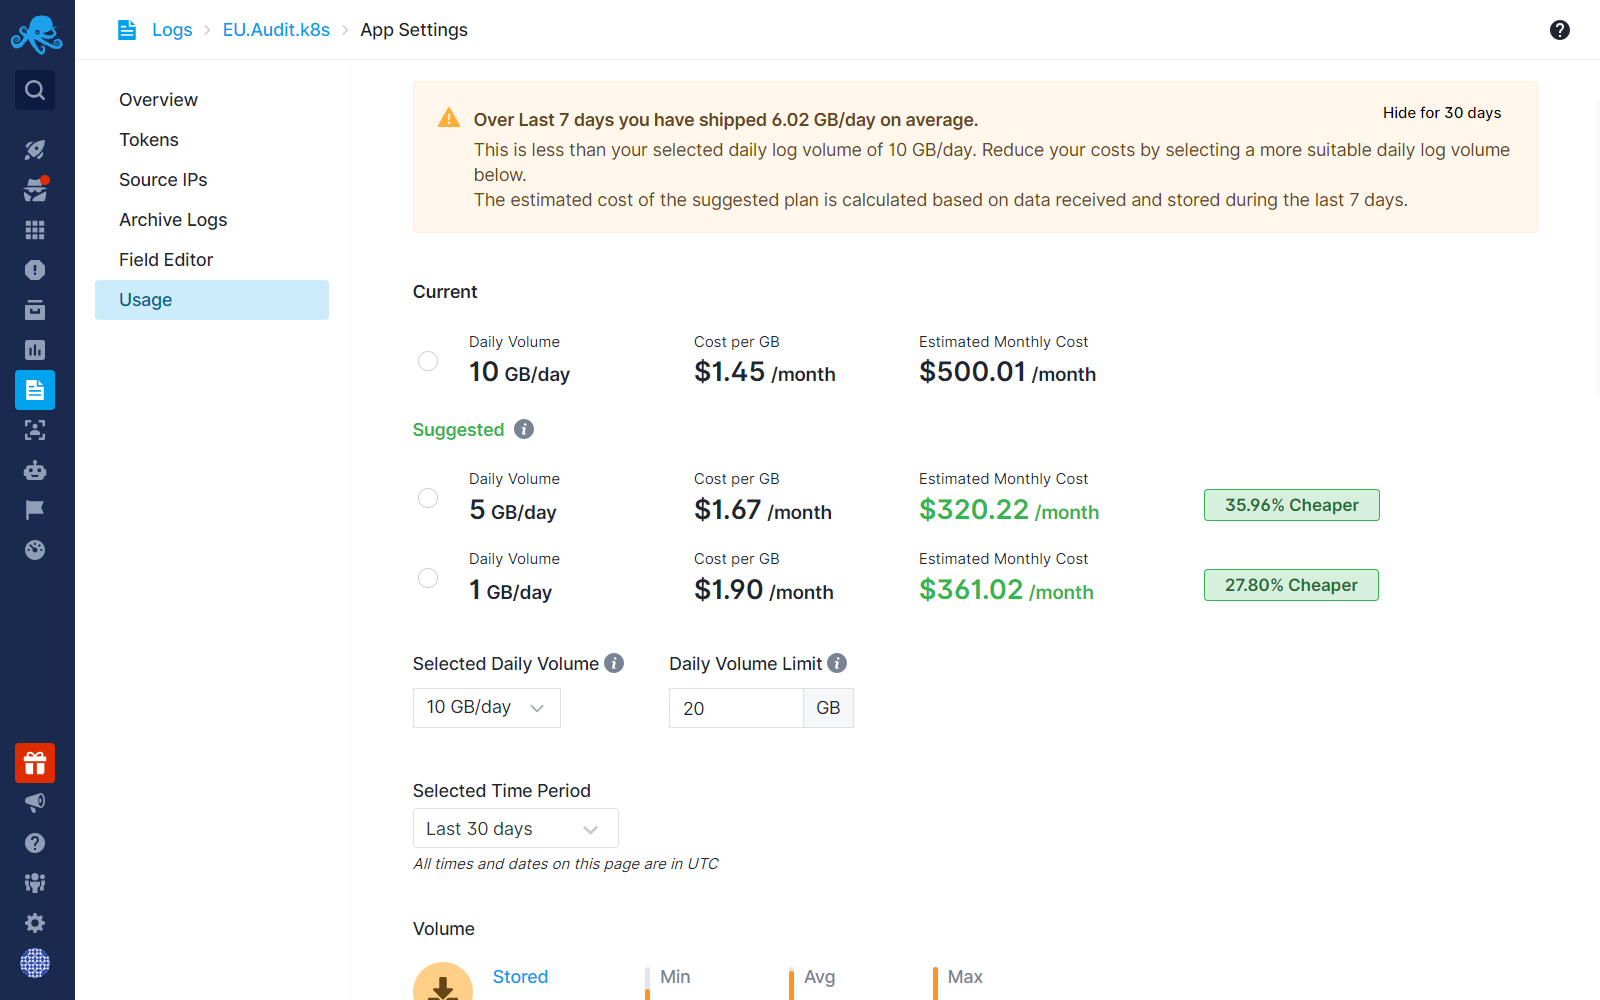 Logs > EU.Audit.k8s > App Settings
Overview
Tokens
Source IPs
Archive Logs
Field Editor
Usage
Over Last 7 days you have shipped 6.02 GB/day on average.
Hide for 30 days
This is less than your selected daily log volume of 10 GB/day. Reduce your costs by selecting a more suitable daily log volume
below.
The estimated cost of the suggested plan is calculated based on data received and stored during the last 7 days.
Current
Daily Volume Cost per GB Estimated Monthly Cost
10 GB/day $1.45 /month $500.01 /month
Suggested
Daily Volume Cost per GB Estimated Monthly Cost
5 GB/day $1.67 /month $320.22 /month 35.96% Cheaper
Daily Volume Cost per GB Estimated Monthly Cost
1 GB/day $1.90 /month $361.02 /month 27.80% Cheaper
Selected Daily Volume Daily Volume Limit
10 GB/day 20 GB
Selected Time Period
Last 30 days
All times and dates on this page are in UTC
Volume
Stored Min Avg Max